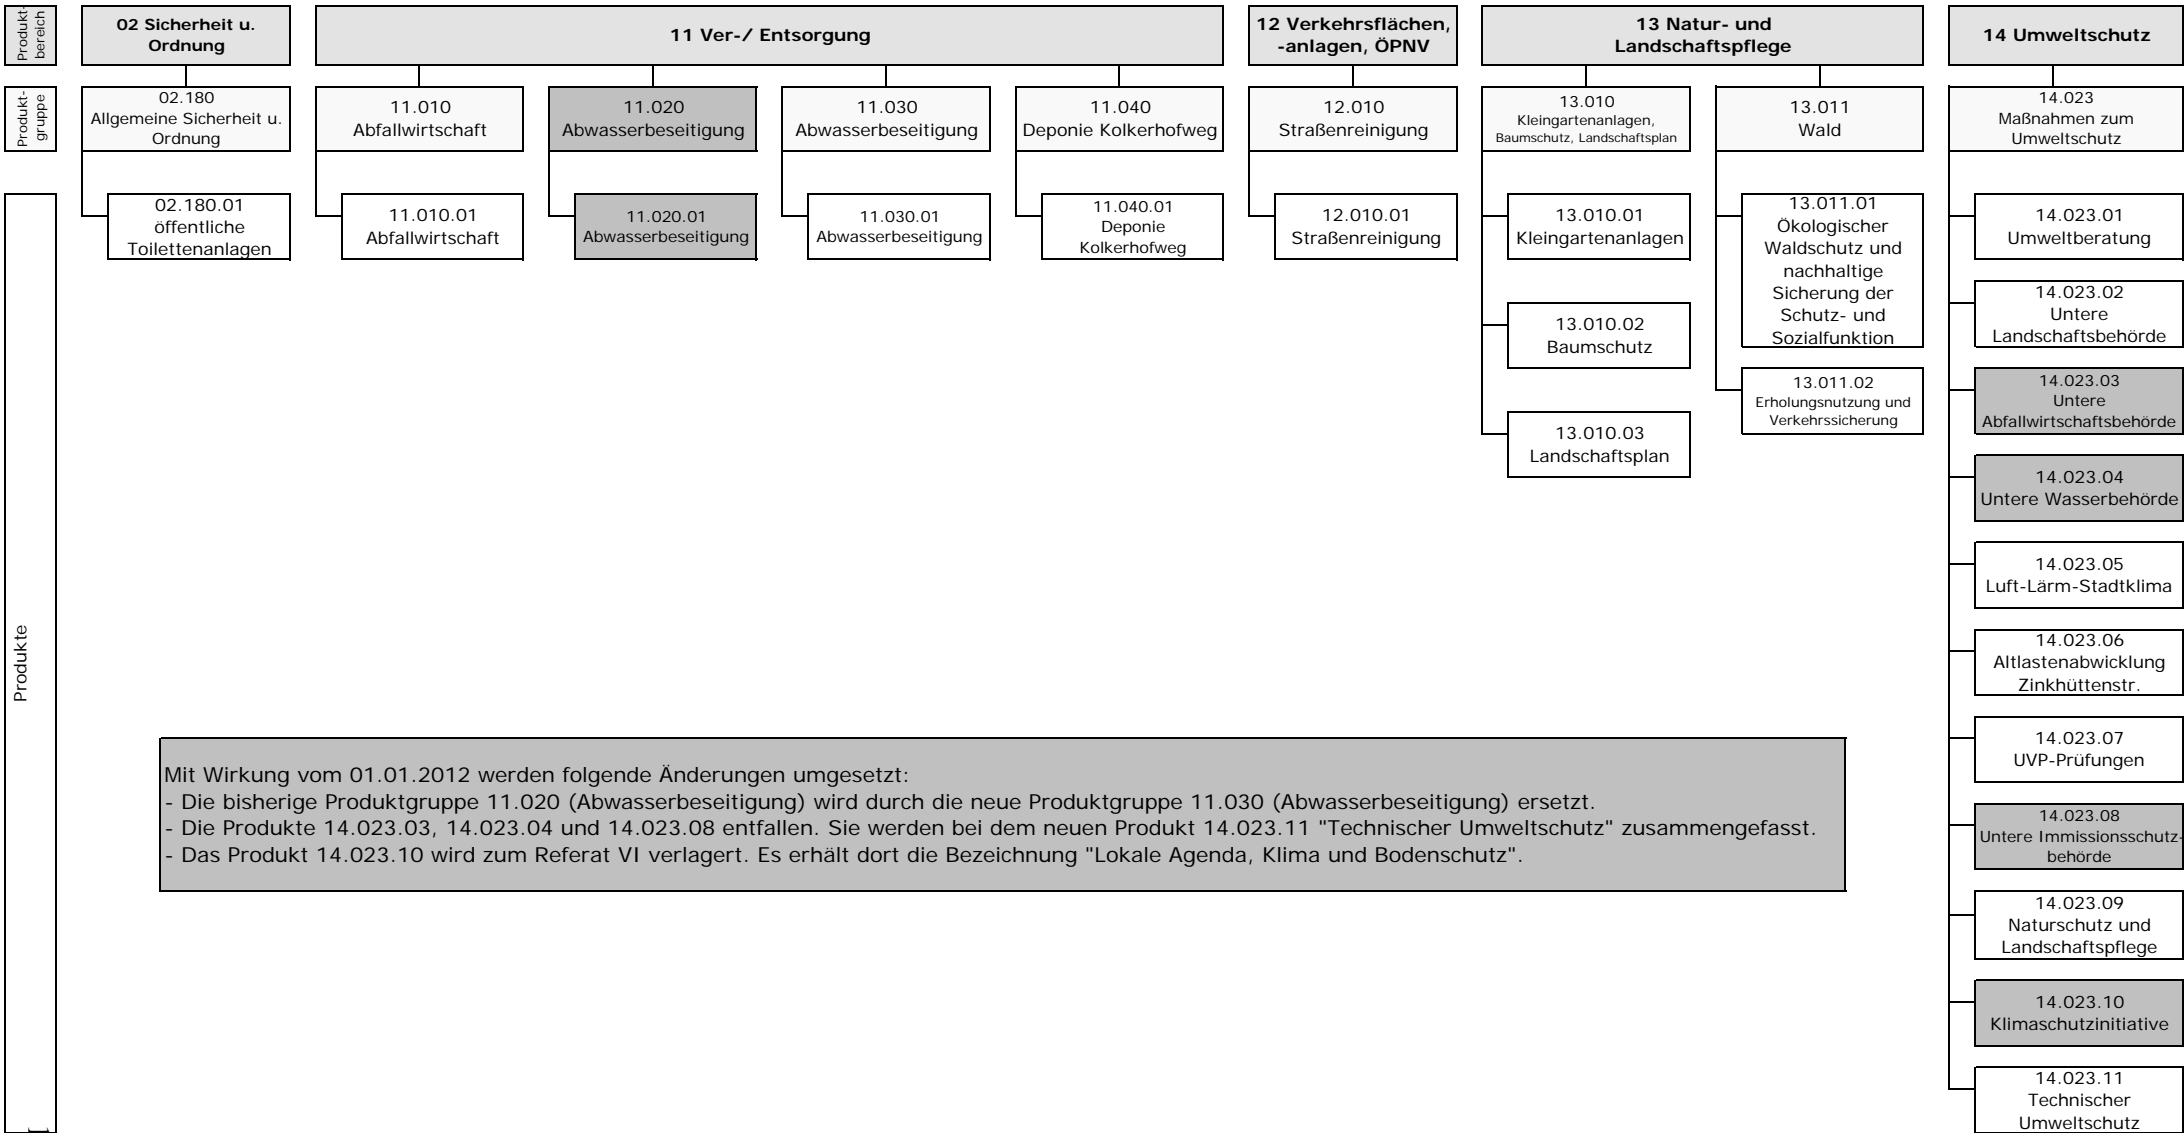 Produkt-
bereich
02 Sicherheit u.
Ordnung
11 Ver-/ Entsorgung
12 Verkehrsflächen,
-anlagen, ÖPNV
13 Natur- und
Landschaftspflege
14 Umweltschutz
Produkt-
gruppe
02.180
Allgemeine Sicherheit u.
Ordnung
11.010
Abfallwirtschaft
11.020
Abwasserbeseitigung
11.030
Abwasserbeseitigung
11.040
Deponie Kolkerhofweg
12.010
Straßenreinigung
13.010
Kleingartenanlagen,
Baumschutz, Landschaftsplan
13.011
Wald
14.023
Maßnahmen zum
Umweltschutz
Produkte
02.180.01
öffentliche
Toilettenanlagen
11.010.01
Abfallwirtschaft
11.020.01
Abwasserbeseitigung
11.030.01
Abwasserbeseitigung
11.040.01
Deponie
Kolkerhofweg
12.010.01
Straßenreinigung
13.010.01
Kleingartenanlagen
13.010.02
Baumschutz
13.010.03
Landschaftsplan
13.011.01
Ökologischer
Waldschutz und
nachhaltige
Sicherung der
Schutz- und
Sozialfunktion
13.011.02
Erholungsnutzung und
Verkehrssicherung
14.023.01
Umweltberatung
14.023.02
Untere
Landschaftsbehörde
14.023.03
Untere
Abfallwirtschaftsbehörde
14.023.04
Untere Wasserbehörde
14.023.05
Luft-Lärm-Stadtklima
14.023.06
Altlastenabwicklung
Zinkhüttenstr.
14.023.07
UVP-Prüfungen
14.023.08
Untere Immissionsschutz-
behörde
14.023.09
Naturschutz und
Landschaftspflege
14.023.10
Klimaschutzinitiative
14.023.11
Technischer
Umweltschutz
Mit Wirkung vom 01.01.2012 werden folgende Änderungen umgesetzt:
- Die bisherige Produktgruppe 11.020 (Abwasserbeseitigung) wird durch die neue Produktgruppe 11.030 (Abwasserbeseitigung) ersetzt.
- Die Produkte 14.023.03, 14.023.04 und 14.023.08 entfallen. Sie werden bei dem neuen Produkt 14.023.11 "Technischer Umweltschutz" zusammengefasst.
- Das Produkt 14.023.10 wird zum Referat VI verlagert. Es erhält dort die Bezeichnung "Lokale Agenda, Klima und Bodenschutz".